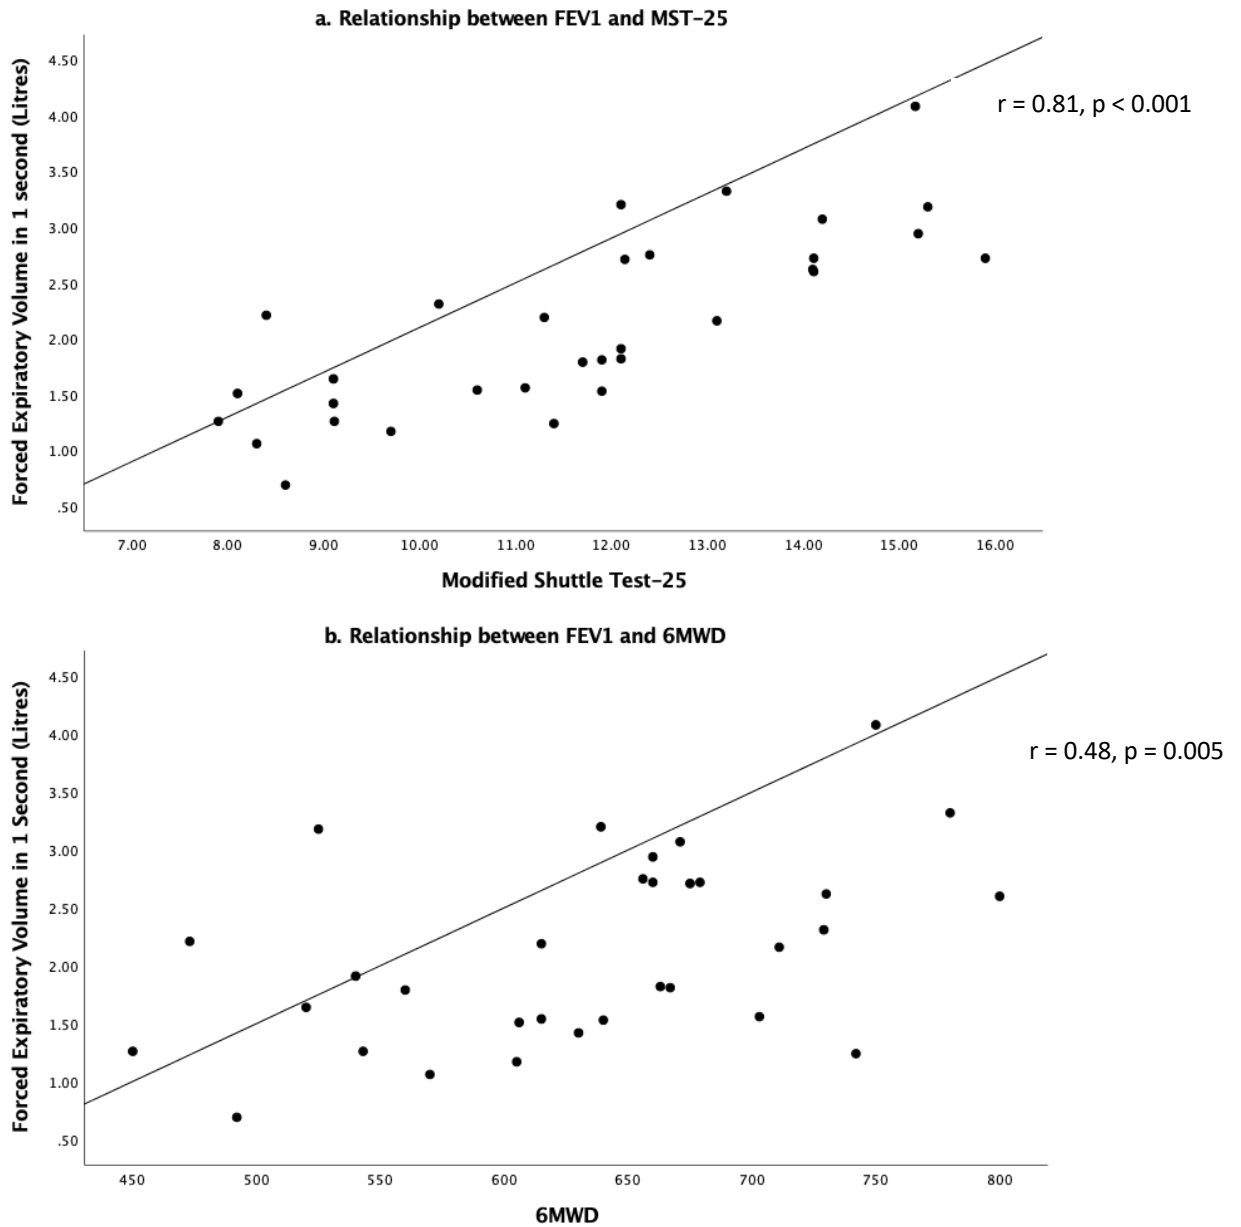 a. Relationship between FEV1 and MST-25
Forced Expiratory Volume in 1 second (Litres)
4.50
4.00
3.50
3.00
2.50
2.00
1.50
1.00
.50
r = 0.81, p < 0.001
7.00 8.00 9.00 10.00 11.00 12.00 13.00 14.00 15.00 16.00
Modified Shuttle Test-25
b. Relationship between FEV1 and 6MWD
Forced Expiratory Volume in 1 Second (Litres)
4.50
4.00
3.50
3.00
2.50
2.00
1.50
1.00
.50
r = 0.48, p = 0.005
450 500 550 600 650 700 750 800
6MWD